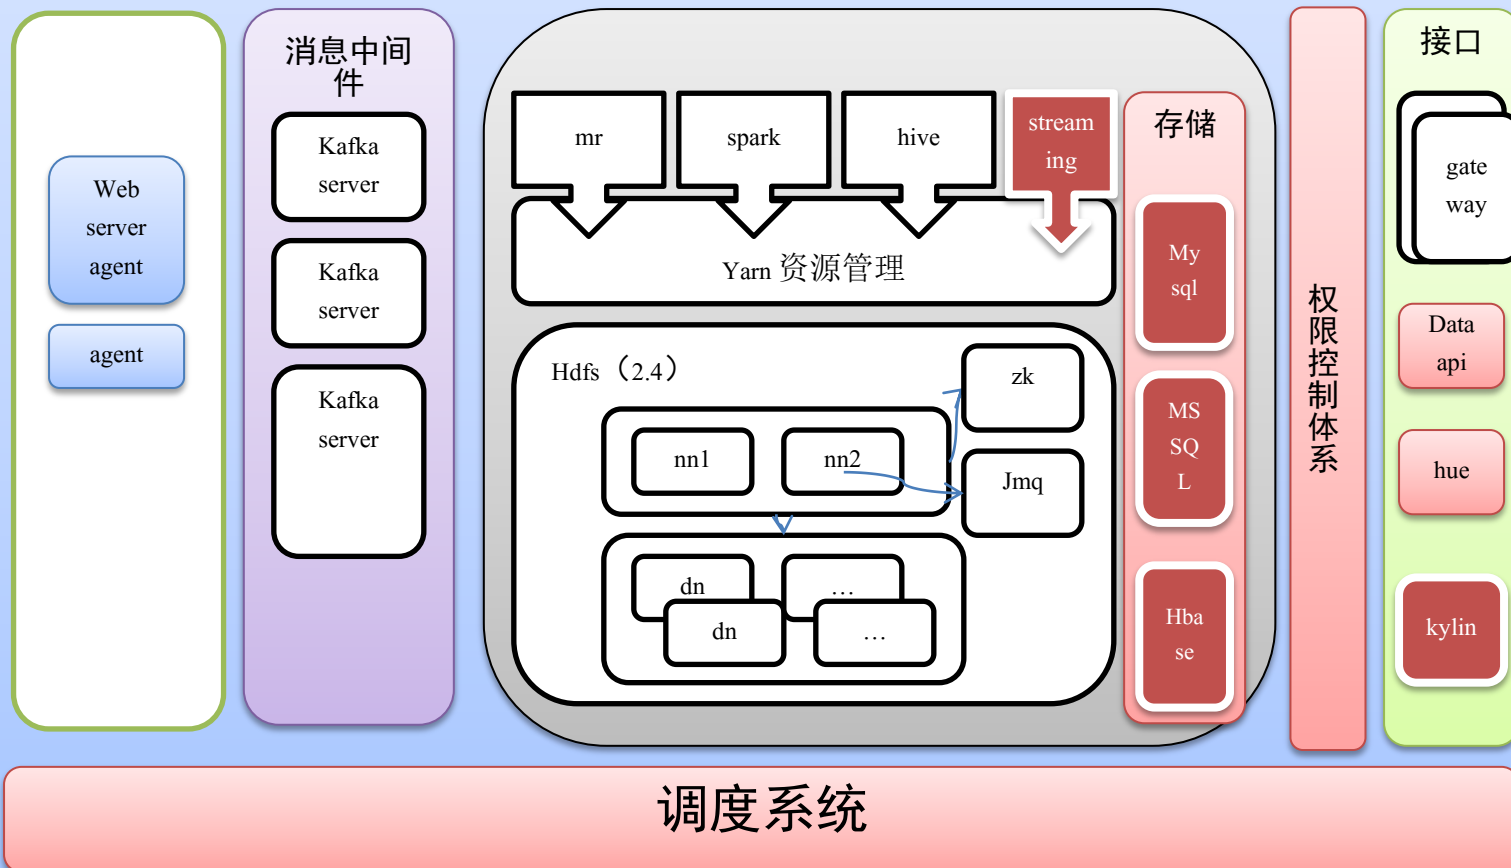 Web
server
agent
agent
消息中间
件
Kafka
server
Kafka
server
Kafka
server
mr
spark
hive
stream
ing
Yarn 资源管理
Hdfs（2.4）
nn1
nn2
zk
Jmq
dn
…
dn
…
存储
My
sql
MS
SQ
L
Hba
se
权
限
控
制
体
系
接口
gate
way
Data
api
hue
kylin
调度系统